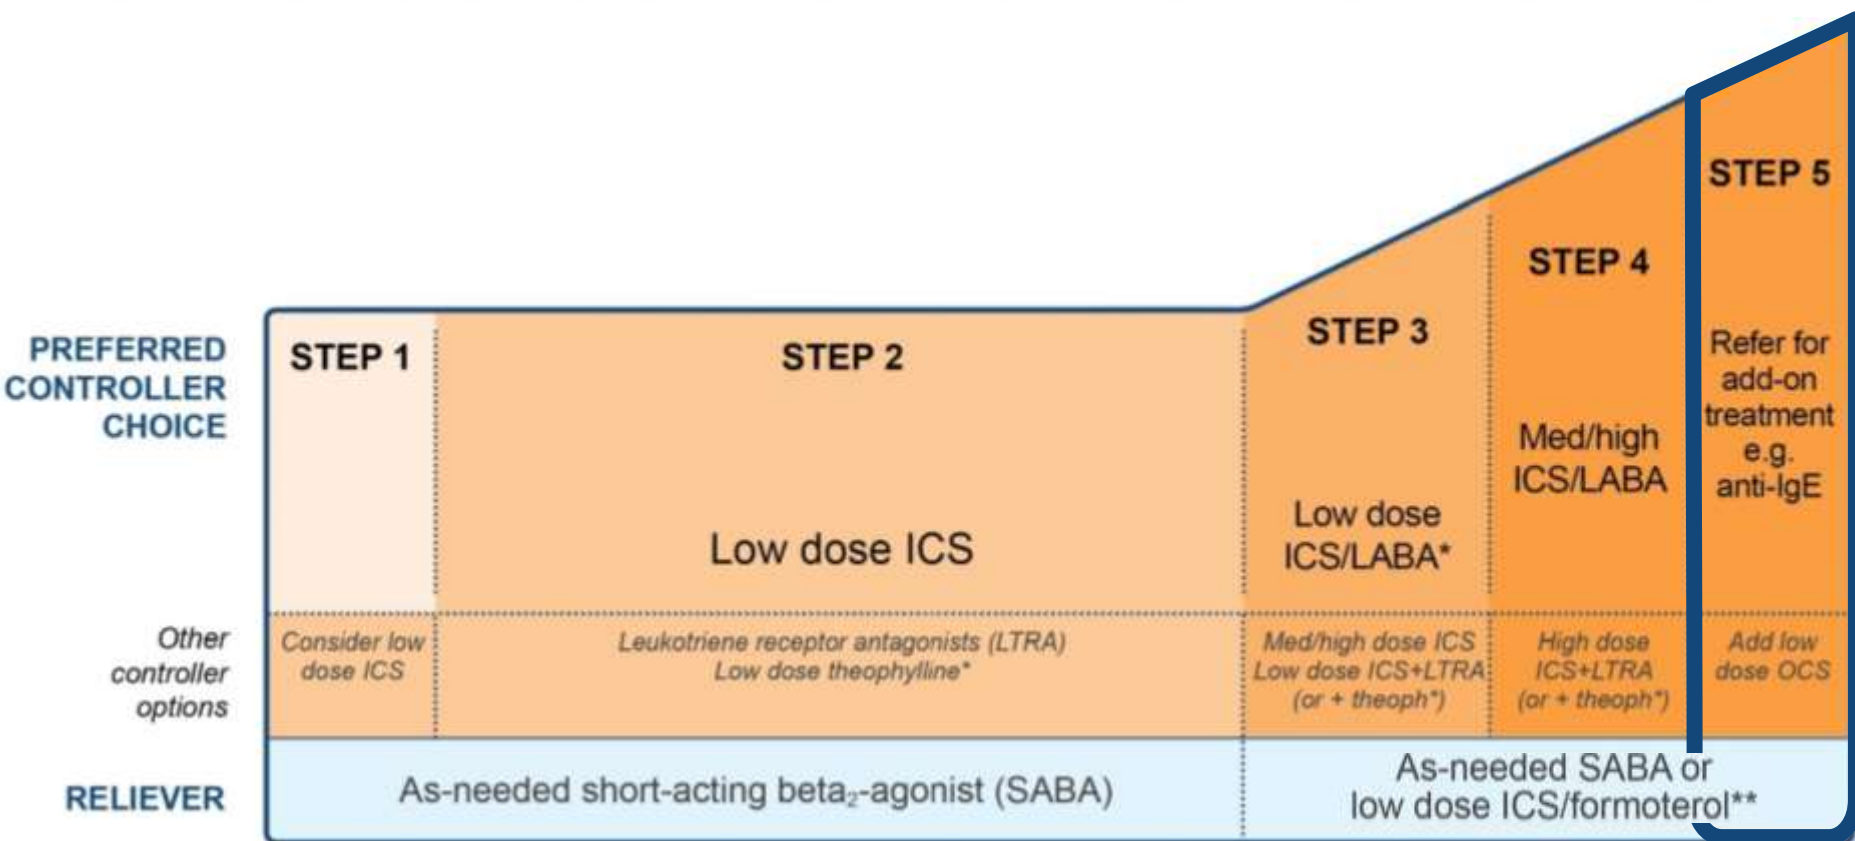 STEP 5
STEP 4
STEP 3
PREFERRED
CONTROLLER
CHOICE
STEP 1
STEP 2
Low dose ICS
Low dose
ICS/LABA*
Med/high
ICS/LABA
Refer for
add-on
treatment
e.g.
anti-IgE
Other
controller
options
Consider low
dose ICS
Leukotriene receptor antagonists (LTRA)
Low dose theophylline*
Med/high dose ICS
Low dose ICS+LTRA
(or + theoph*)
High dose
ICS+LTRA
(or + theoph*)
Add low
dose OCS
RELIEVER
As-needed short-acting beta₂-agonist (SABA)
As-needed SABA or
low dose ICS/formoterol**